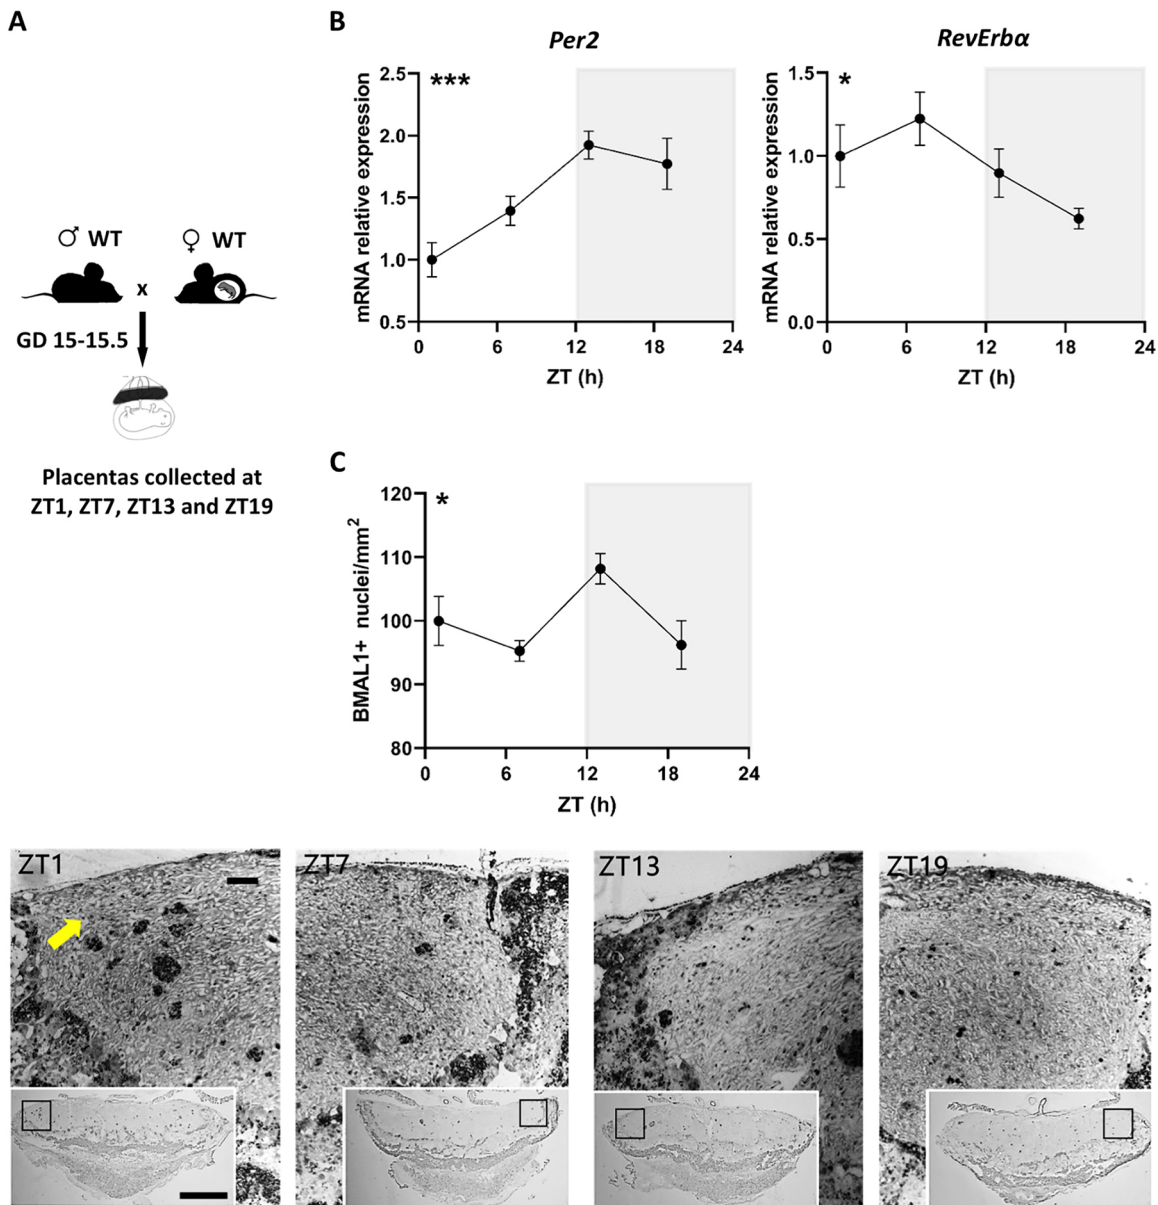 A
♂ WT
♀ WT
x
GD 15-15.5
Placentas collected at
ZT1, ZT7, ZT13 and ZT19
B
Per2
***
mRNA relative expression
2.5
2.0
1.5
1.0
0.5
0 6 12 18 24
ZT (h)
RevErbα
*
mRNA relative expression
1.5
1.0
0.5
0.0
0 6 12 18 24
ZT (h)
C
*
BMAL1+ nuclei/mm²
120
110
100
90
80
0 6 12 18 24
ZT (h)
ZT1
ZT7
ZT13
ZT19